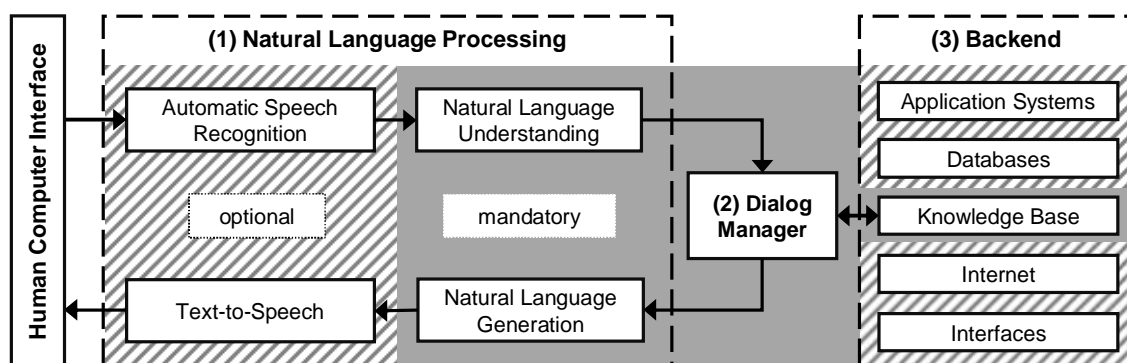 Human Computer Interface
(1) Natural Language Processing
Automatic Speech
Recognition
Natural Language
Understanding
optional
mandatory
Text-to-Speech
Natural Language
Generation
(2) Dialog
Manager
(3) Backend
Application Systems
Databases
Knowledge Base
Internet
Interfaces